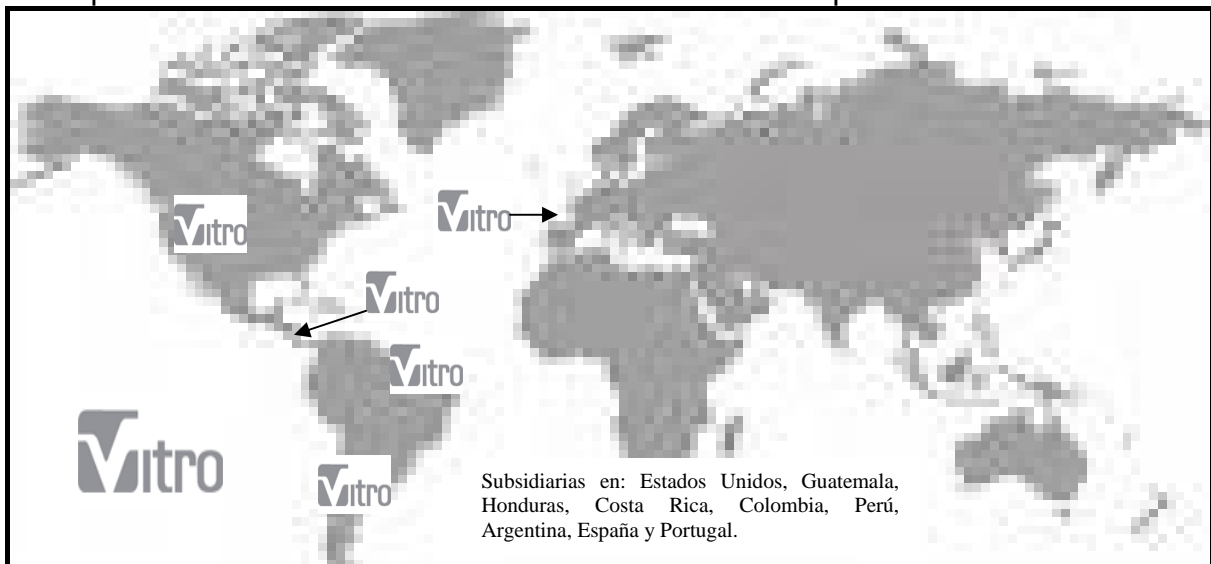 Vitro
Vitro
Vitro
Vitro
Vitro
Vitro
Subsidiarias en: Estados Unidos, Guatemala,
Honduras, Costa Rica, Colombia, Perú,
Argentina, España y Portugal.